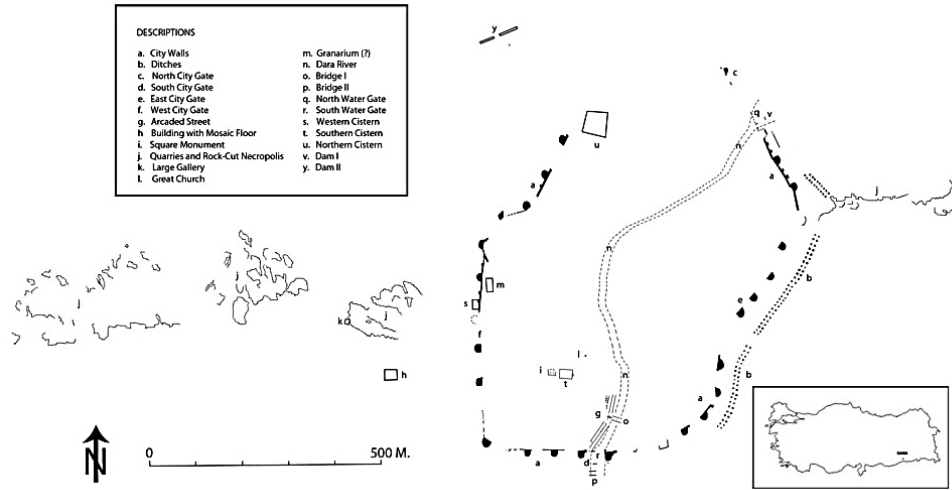 DESCRIPTIONS
a. City Walls
b. Ditches
c. North City Gate
d. South City Gate
e. East City Gate
f. West City Gate
g. Arcaded Street
h Building with Mosaic Floor
i. Square Monument
j. Quarries and Rock-Cut Necropolis
k. Large Gallery
l. Great Church
m. Granarium (?)
n. Dara River
o. Bridge I
p. Bridge II
q. North Water Gate
r. South Water Gate
s. Western Cistern
t. Southern Cistern
u. Northern Cistern
v. Dam I
y. Dam II
y
c
q v
u
n
a
a
j
n
b
m
s
e
j
j
j
k
f
l
i
t
n
b
h
a
g
o
N
0
500 M.
a
d
r
p